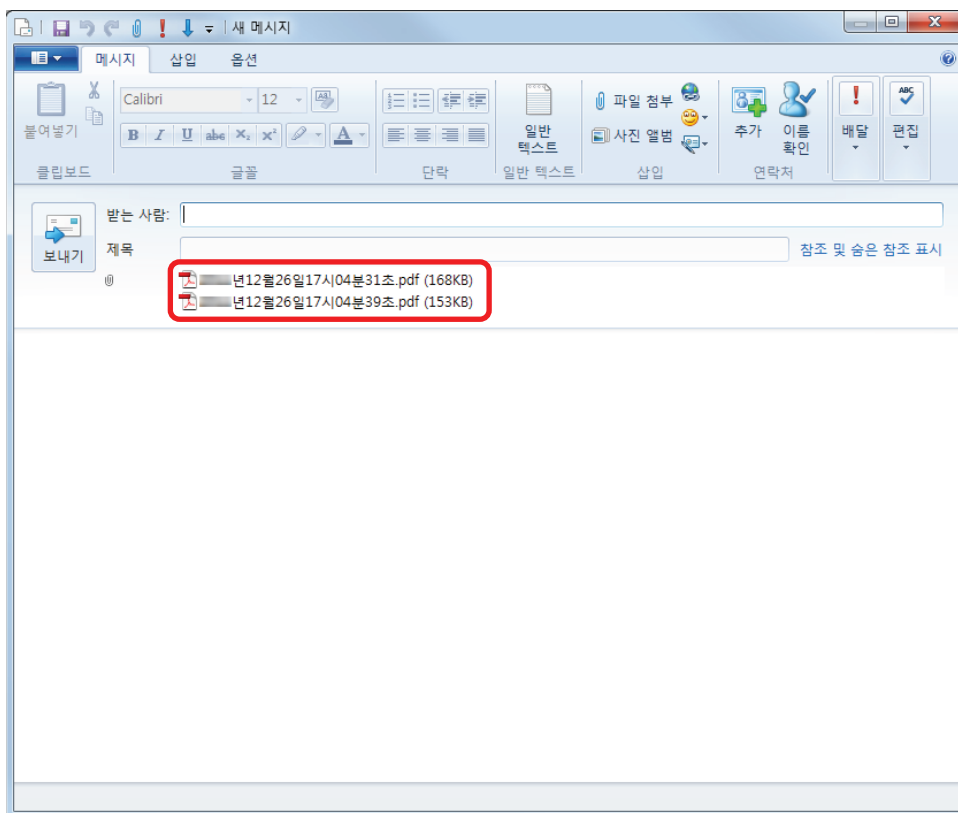 새 메시지
메시지 삽입 옵션
붙여넣기
클립보드
Calibri 12
B I U abc X₂ X² A
글꼴
단락
일반
텍스트
일반 텍스트
파일 첨부
사진 앨범
삽입
추가
이름
확인
연락처
배달
ABC
편집
보내기
받는 사람:
제목
참조 및 숨은 참조 표시
년12월26일17시04분31초.pdf (168KB)
년12월26일17시04분39초.pdf (153KB)